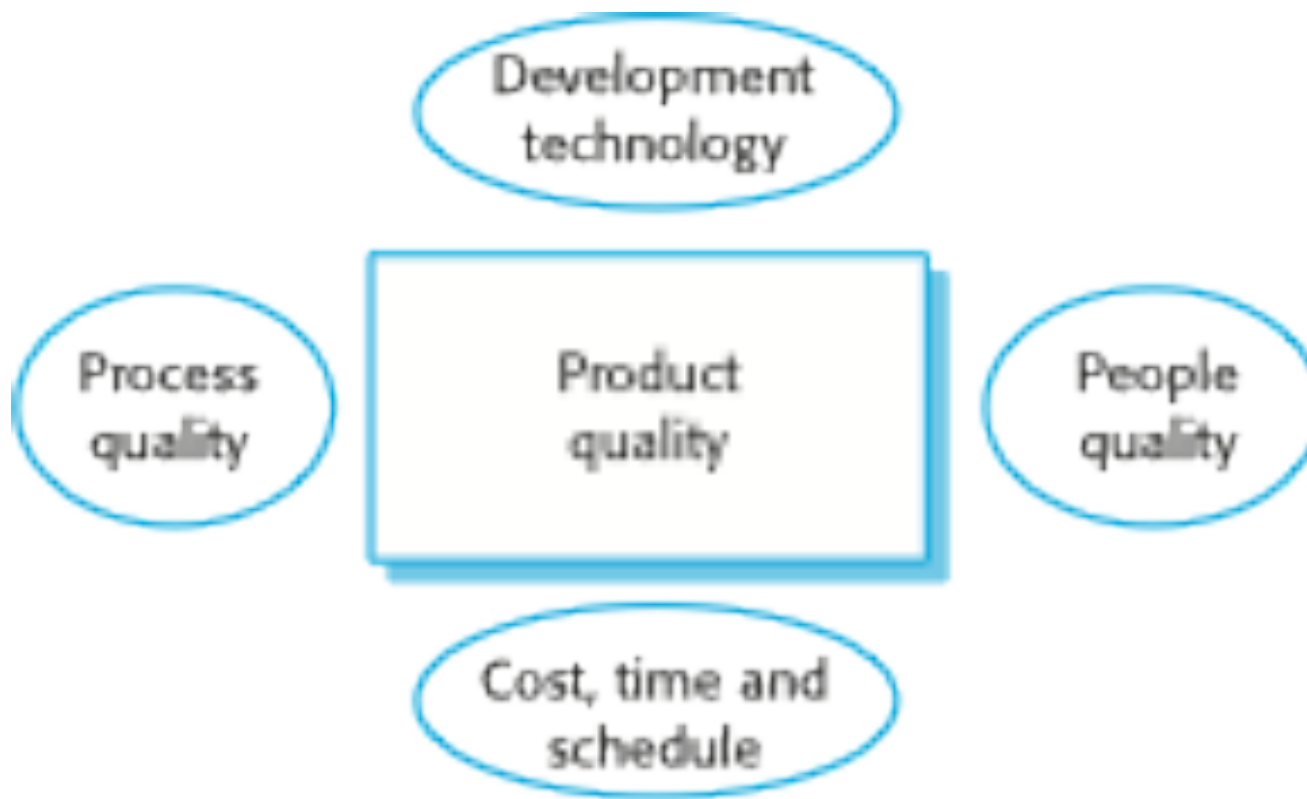 Development
technology
Process
quality
Product
quality
People
quality
Cost, time and
schedule